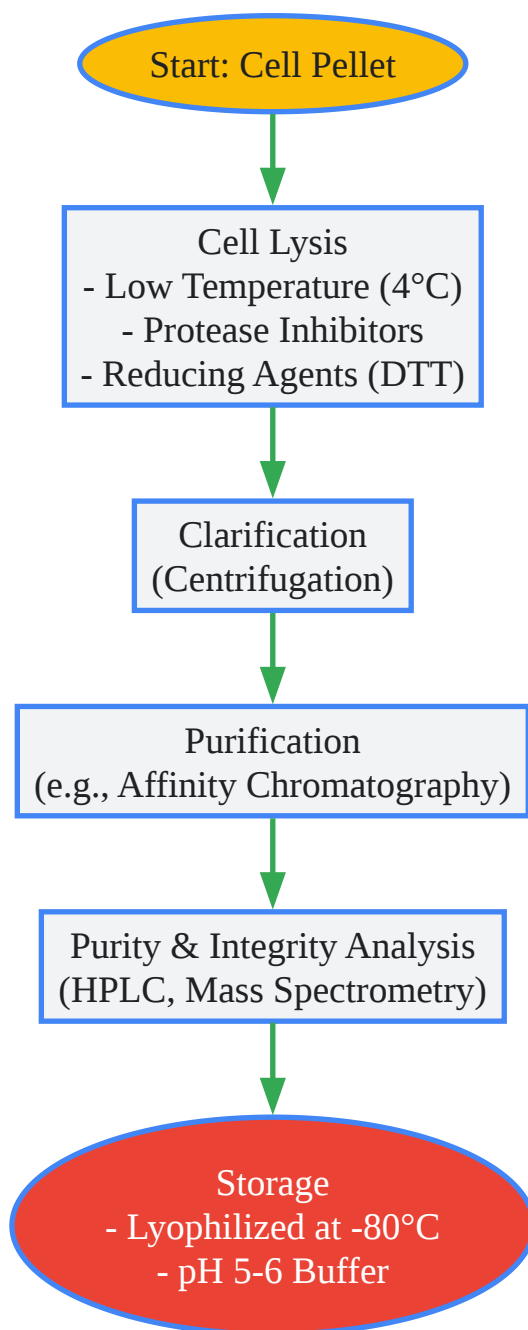 Start: Cell Pellet
Cell Lysis
- Low Temperature (4°C)
- Protease Inhibitors
- Reducing Agents (DTT)
Clarification
(Centrifugation)
Purification
(e.g., Affinity Chromatography)
Purity & Integrity Analysis
(HPLC, Mass Spectrometry)
Storage
- Lyophilized at -80°C
- pH 5-6 Buffer